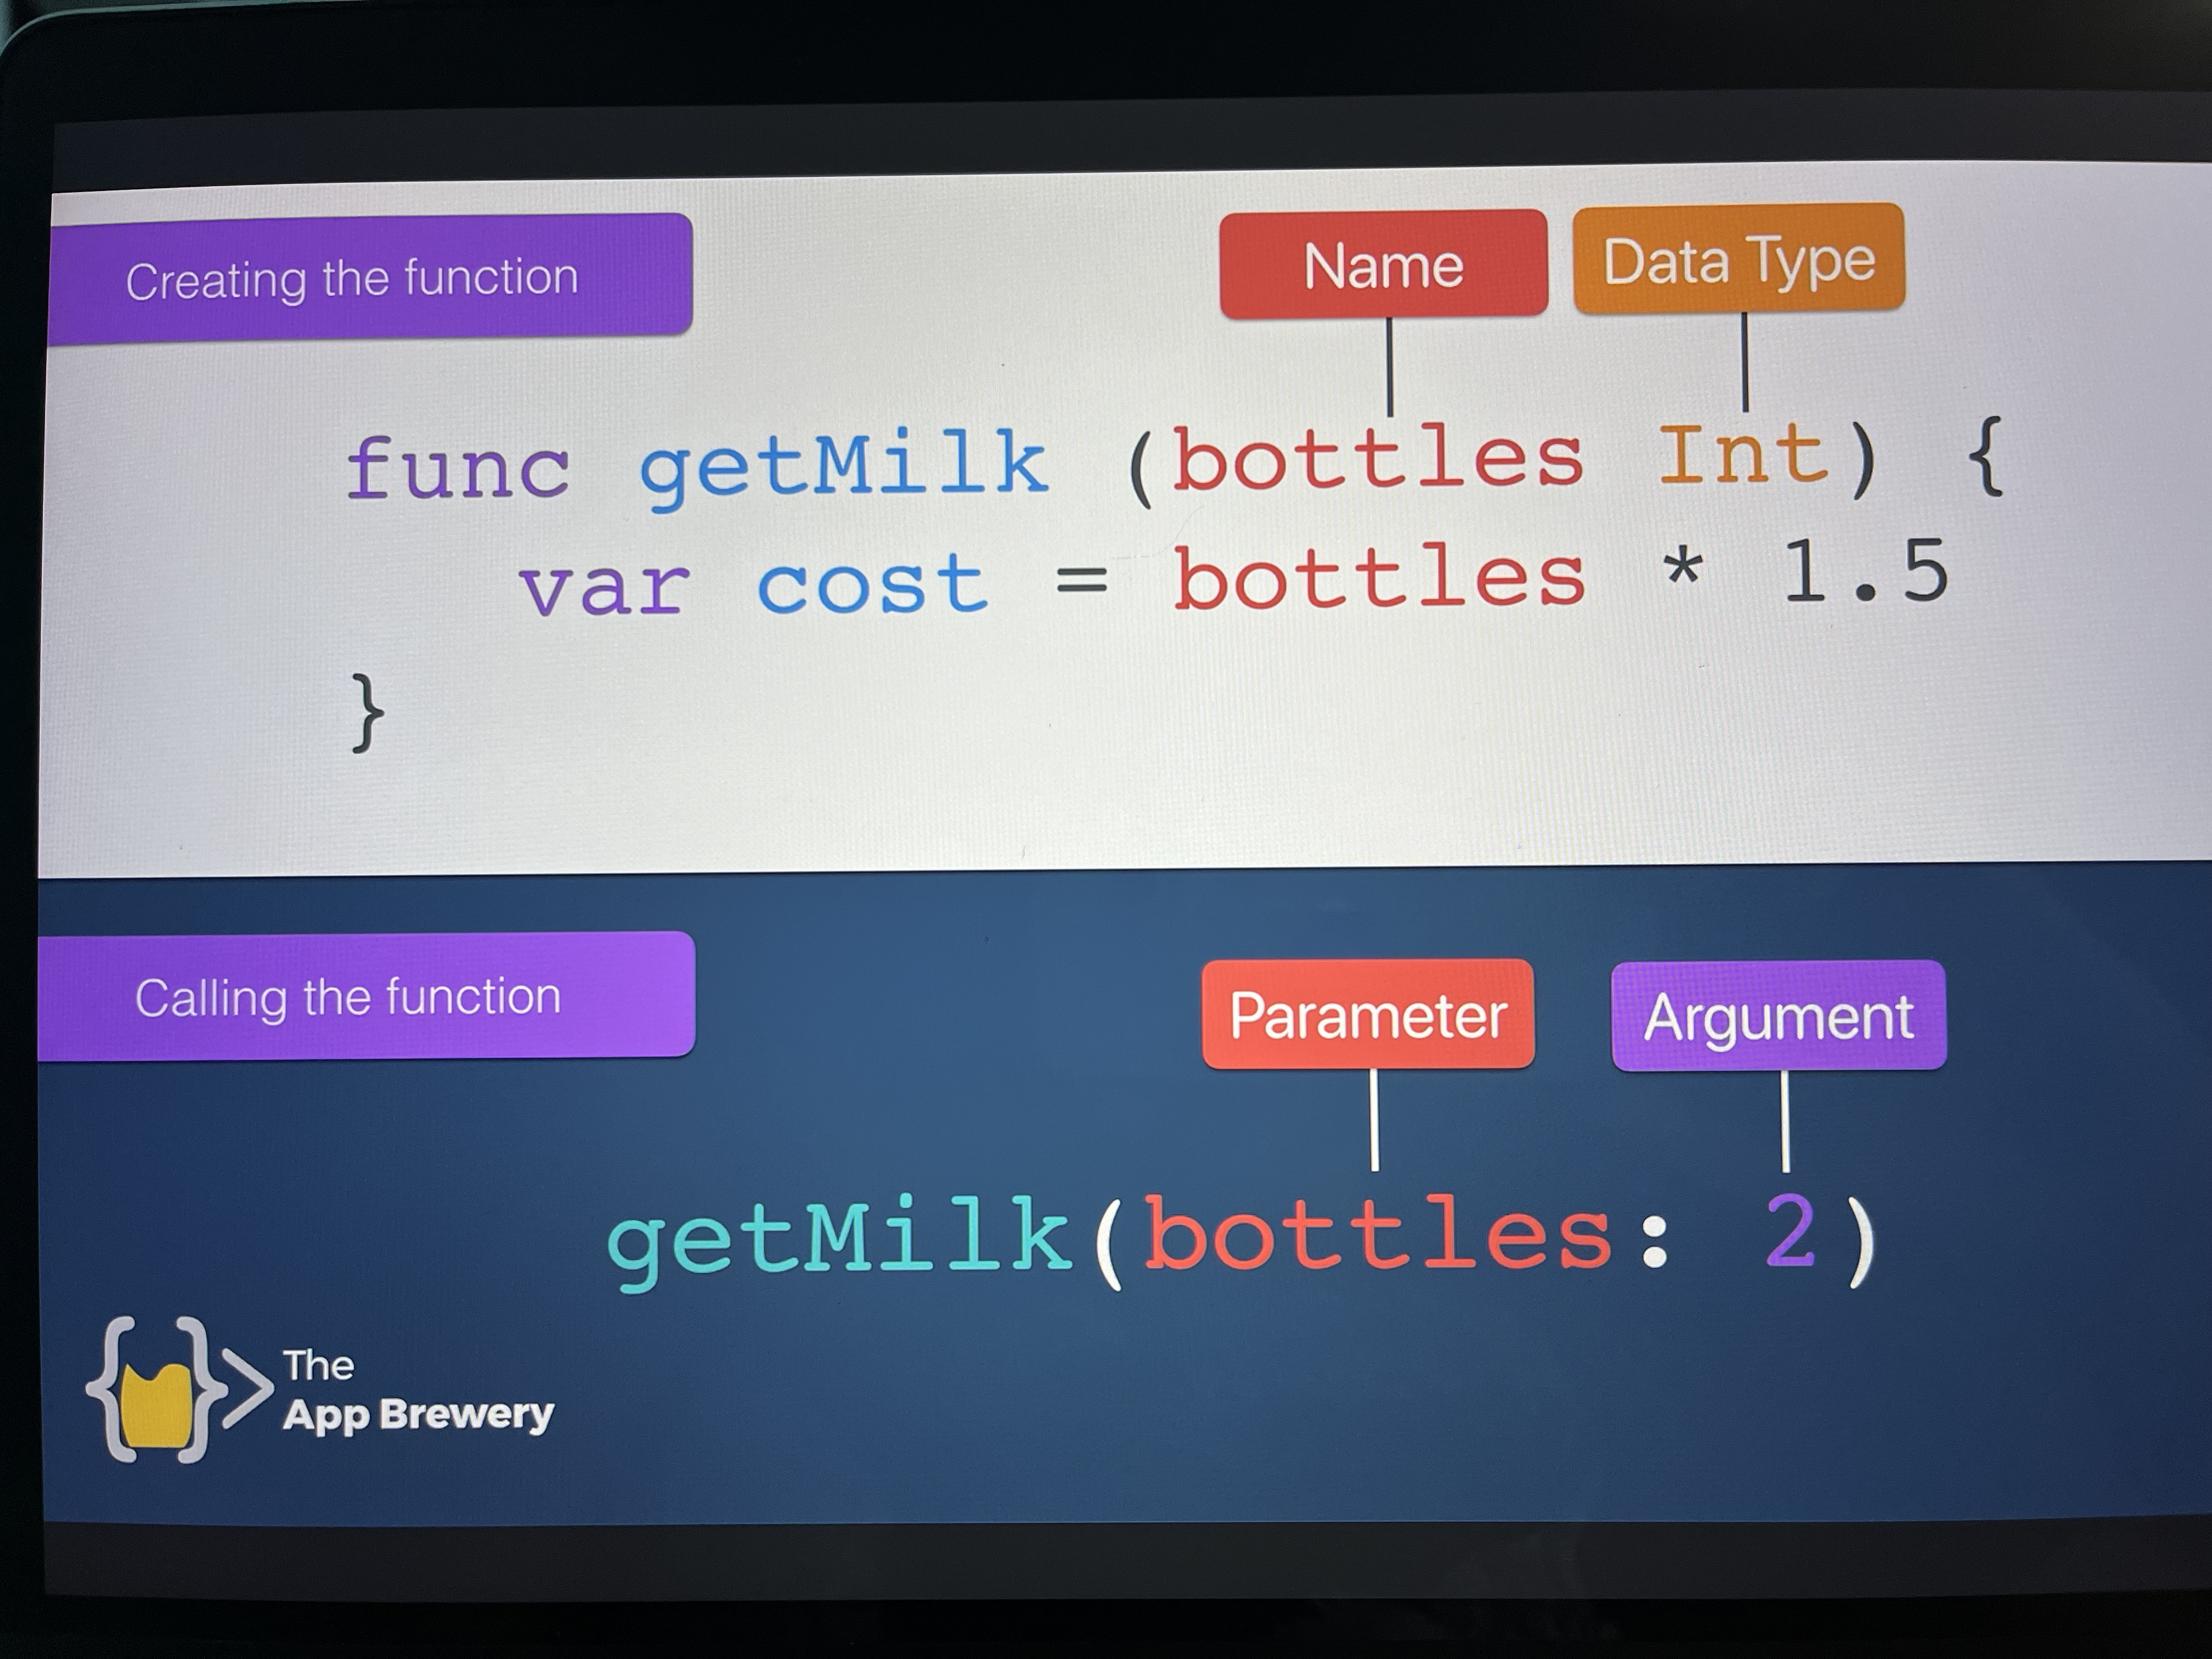 Creating the function
Name
Data Type
func getMilk (bottles Int) {
var cost = bottles * 1.5
}
Calling the function
Parameter
Argument
getMilk(bottles: 2)
The
App Brewery